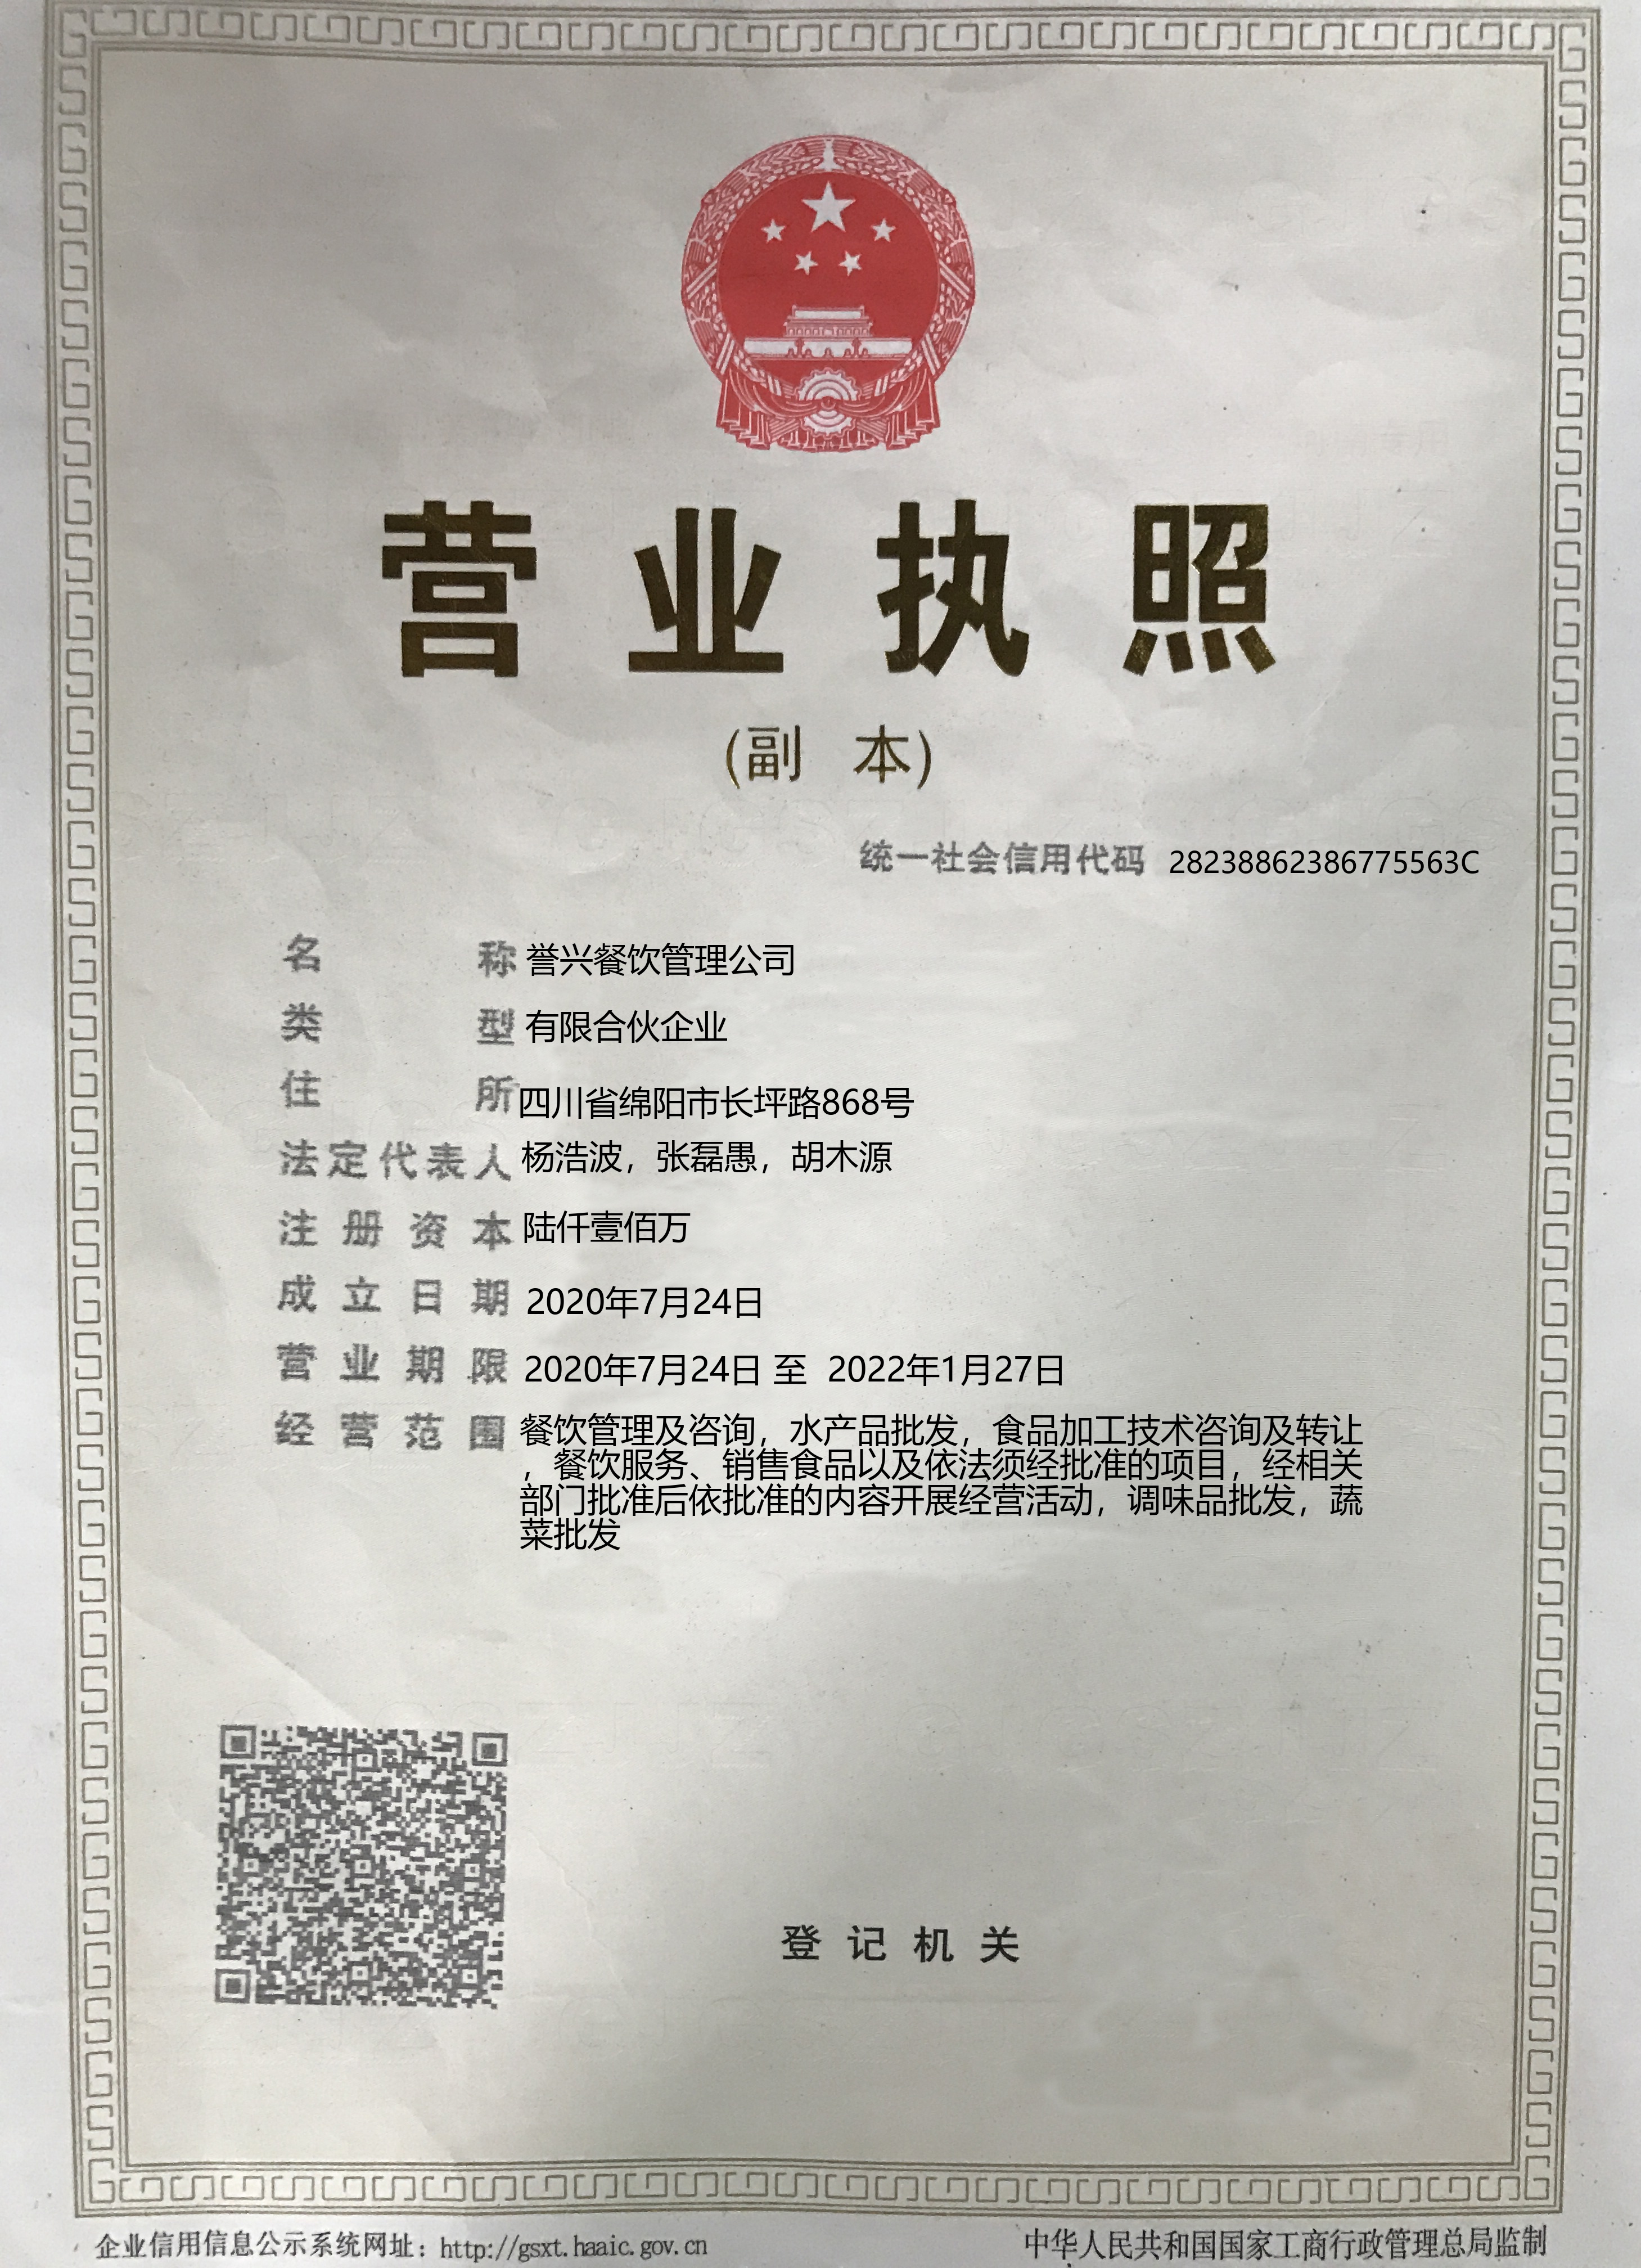 营业执照
(副 本)
统一社会信用代码 28238862386775563C
名称 誉兴餐饮管理公司
类型 有限合伙企业
住所 四川省绵阳市长坪路868号
法定代表人 杨浩波，张磊愚，胡木源
注册资本 陆仟壹佰万
成立日期 2020年7月24日
营业期限 2020年7月24日 至 2022年1月27日
经营范围 餐饮管理及咨询，水产品批发，食品加工技术咨询及转让
，餐饮服务、销售食品以及依法须经批准的项目，经相关
部门批准后依批准的内容开展经营活动，调味品批发，蔬
菜批发
登记机关
企业信用信息公示系统网址：http://gsxt.haaic.gov.cn
中华人民共和国国家工商行政管理总局监制